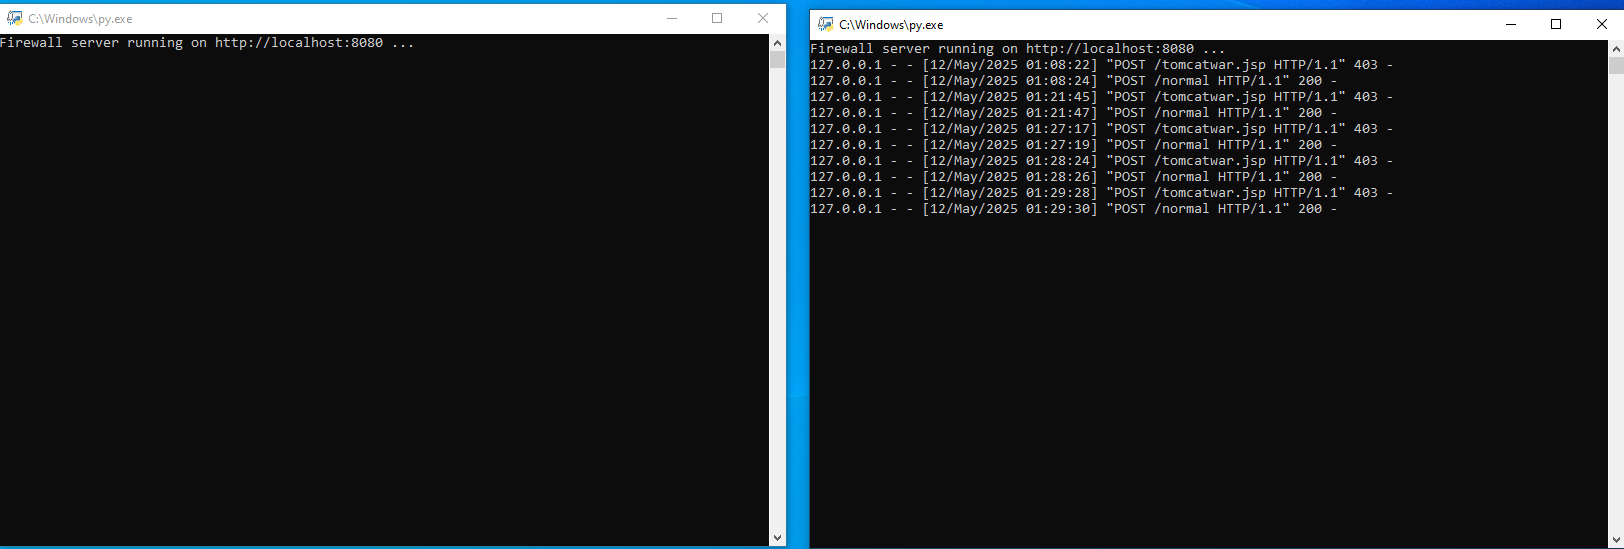 C:\Windows\py.exe
Firewall server running on http://localhost:8080 ...
C:\Windows\py.exe
Firewall server running on http://localhost:8080 ...
127.0.0.1 - - [12/May/2025 01:08:22] "POST /tomcatwar.jsp HTTP/1.1" 403 -
127.0.0.1 - - [12/May/2025 01:08:24] "POST /normal HTTP/1.1" 200 -
127.0.0.1 - - [12/May/2025 01:21:45] "POST /tomcatwar.jsp HTTP/1.1" 403 -
127.0.0.1 - - [12/May/2025 01:21:47] "POST /normal HTTP/1.1" 200 -
127.0.0.1 - - [12/May/2025 01:27:17] "POST /tomcatwar.jsp HTTP/1.1" 403 -
127.0.0.1 - - [12/May/2025 01:27:19] "POST /normal HTTP/1.1" 200 -
127.0.0.1 - - [12/May/2025 01:28:24] "POST /tomcatwar.jsp HTTP/1.1" 403 -
127.0.0.1 - - [12/May/2025 01:28:26] "POST /normal HTTP/1.1" 200 -
127.0.0.1 - - [12/May/2025 01:29:28] "POST /tomcatwar.jsp HTTP/1.1" 403 -
127.0.0.1 - - [12/May/2025 01:29:30] "POST /normal HTTP/1.1" 200 -